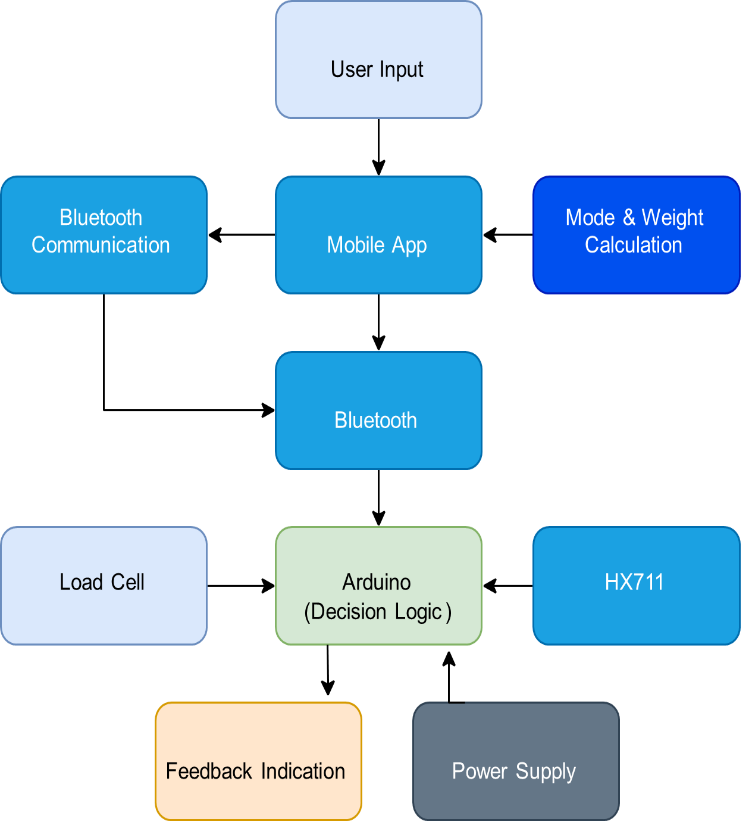 User Input
Bluetooth
Communication
Mobile App
Mode & Weight
Calculation
Bluetooth
Load Cell
Arduino
(Decision Logic)
HX711
Feedback Indication
Power Supply